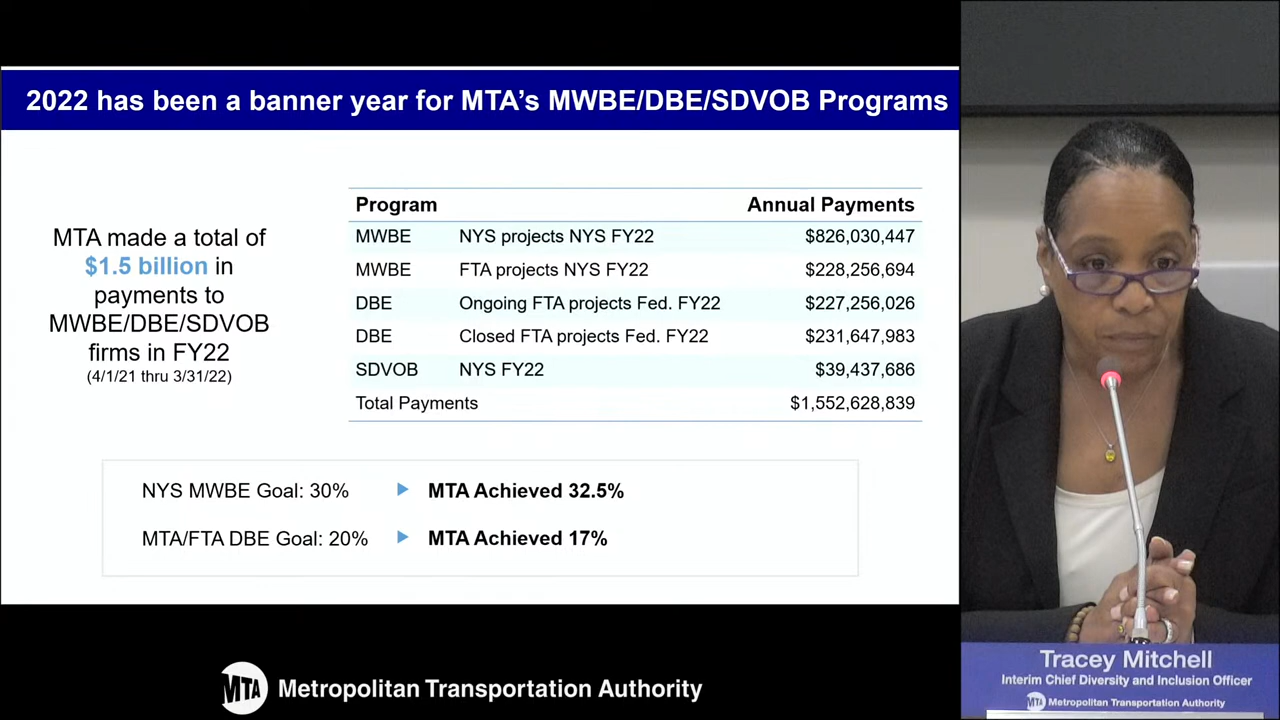 2022 has been a banner year for MTA's MWBE/DBE/SDVOB Programs
MTA made a total of
$1.5 billion in
payments to
MWBE/DBE/SDVOB
firms in FY22
(4/1/21 thru 3/31/22)
Program Annual Payments
MWBE NYS projects NYS FY22 $826,030,447
MWBE FTA projects NYS FY22 $228,256,694
DBE Ongoing FTA projects Fed. FY22 $227,256,026
DBE Closed FTA projects Fed. FY22 $231,647,983
SDVOB NYS FY22 $39,437,686
Total Payments $1,552,628,839
NYS MWBE Goal: 30% MTA Achieved 32.5%
MTA/FTA DBE Goal: 20% MTA Achieved 17%
MTA Metropolitan Transportation Authority
Tracey Mitchell
Interim Chief Diversity and Inclusion Officer
MTA Metropolitan Transportation Authority